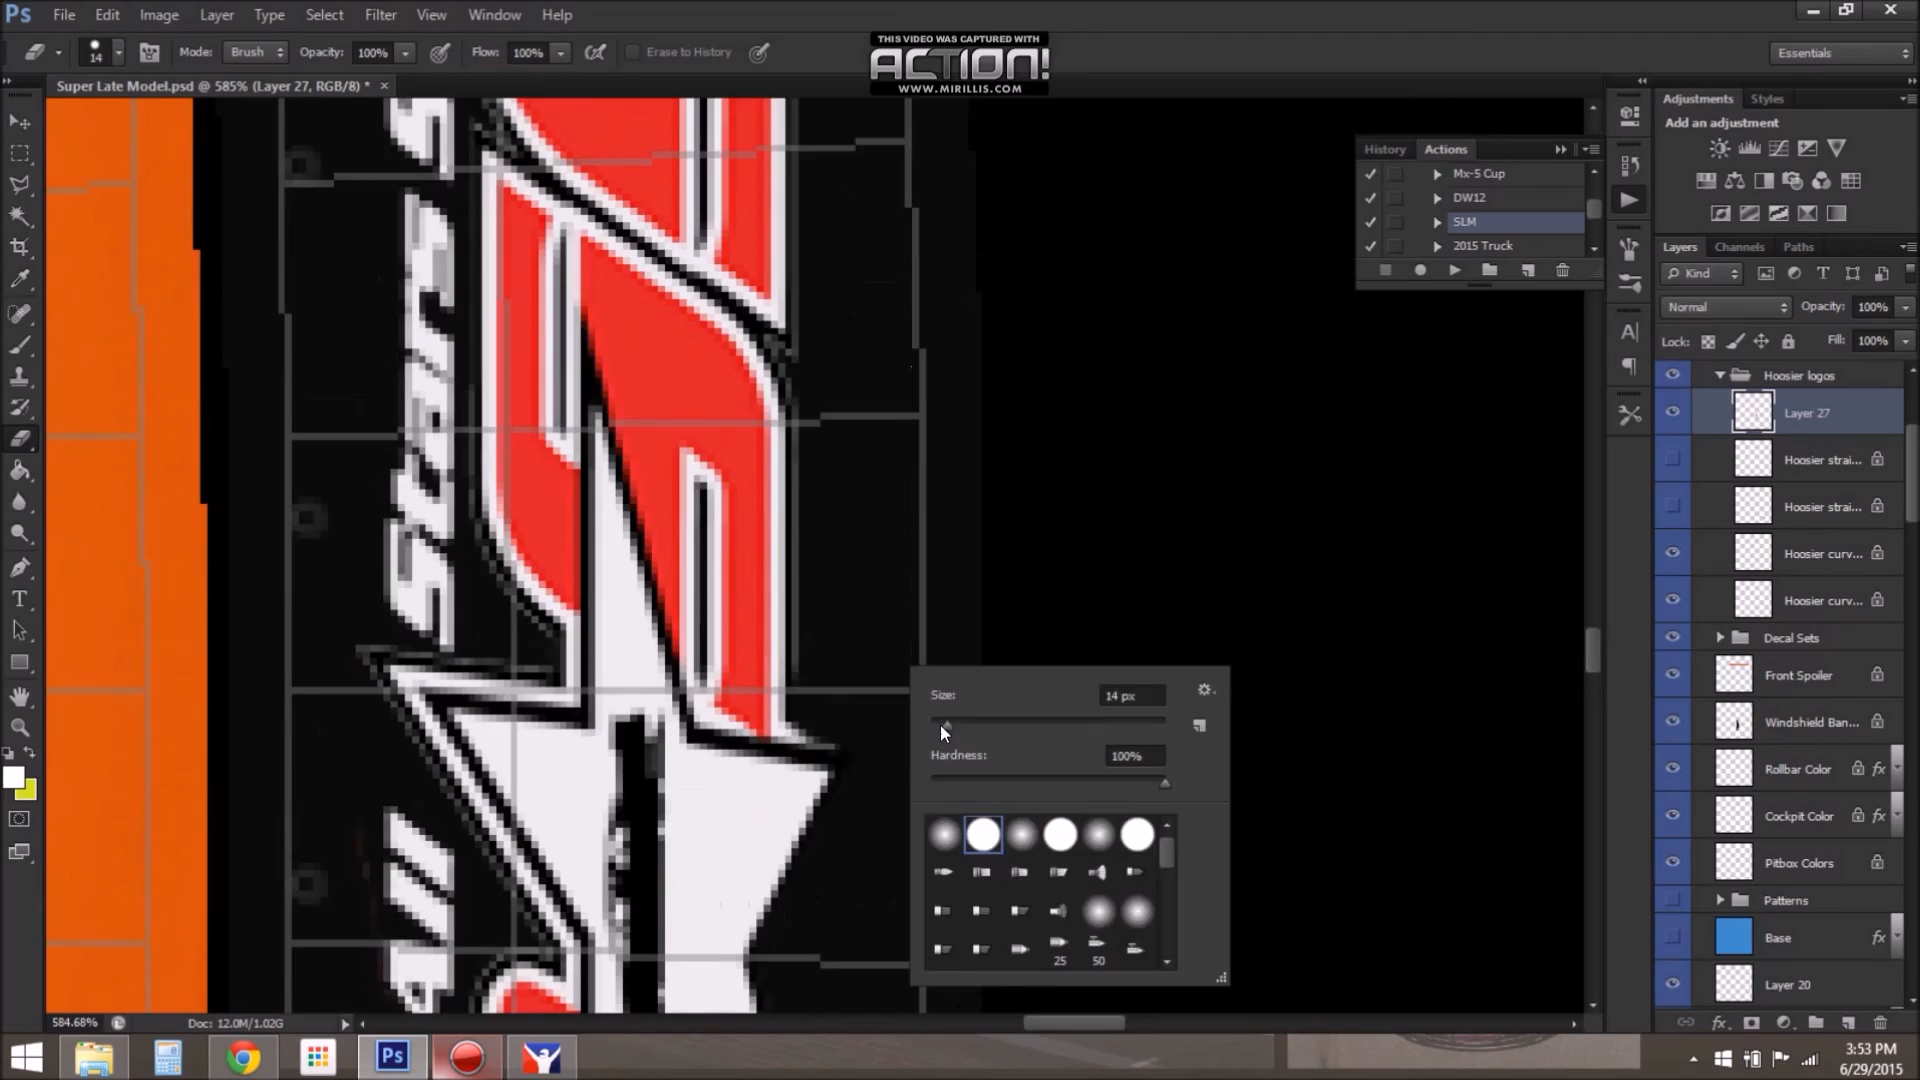 Ps File Edit Image Layer Type Select Filter View Window Help
14 Mode: Brush Opacity: 100% Flow: 100% Erase to History Essentials
THIS VIDEO WAS CAPTURED WITH
ACTION!
WWW.MIRILLIS.COM
Super Late Model.psd @ 585% (Layer 27, RGB/8) * ×
History Actions
Mx-5 Cup
DW12
SLM
2015 Truck
Adjustments Styles
Add an adjustment
Layers Channels Paths
Kind
Normal Opacity: 100%
Lock: Fill: 100%
Hoosier logos
Layer 27
Hoosier strai...
Hoosier strai...
Hoosier curv...
Hoosier curv...
Decal Sets
Front Spoiler
Windshield Ban...
Rollbar Color fx
Cockpit Color fx
Pitbox Colors
Patterns
Base fx
Layer 20
Size: 14 px
Hardness: 100%
25 50
584.68% Doc: 12.0M/1.02G
Ps
3:53 PM
6/29/2015